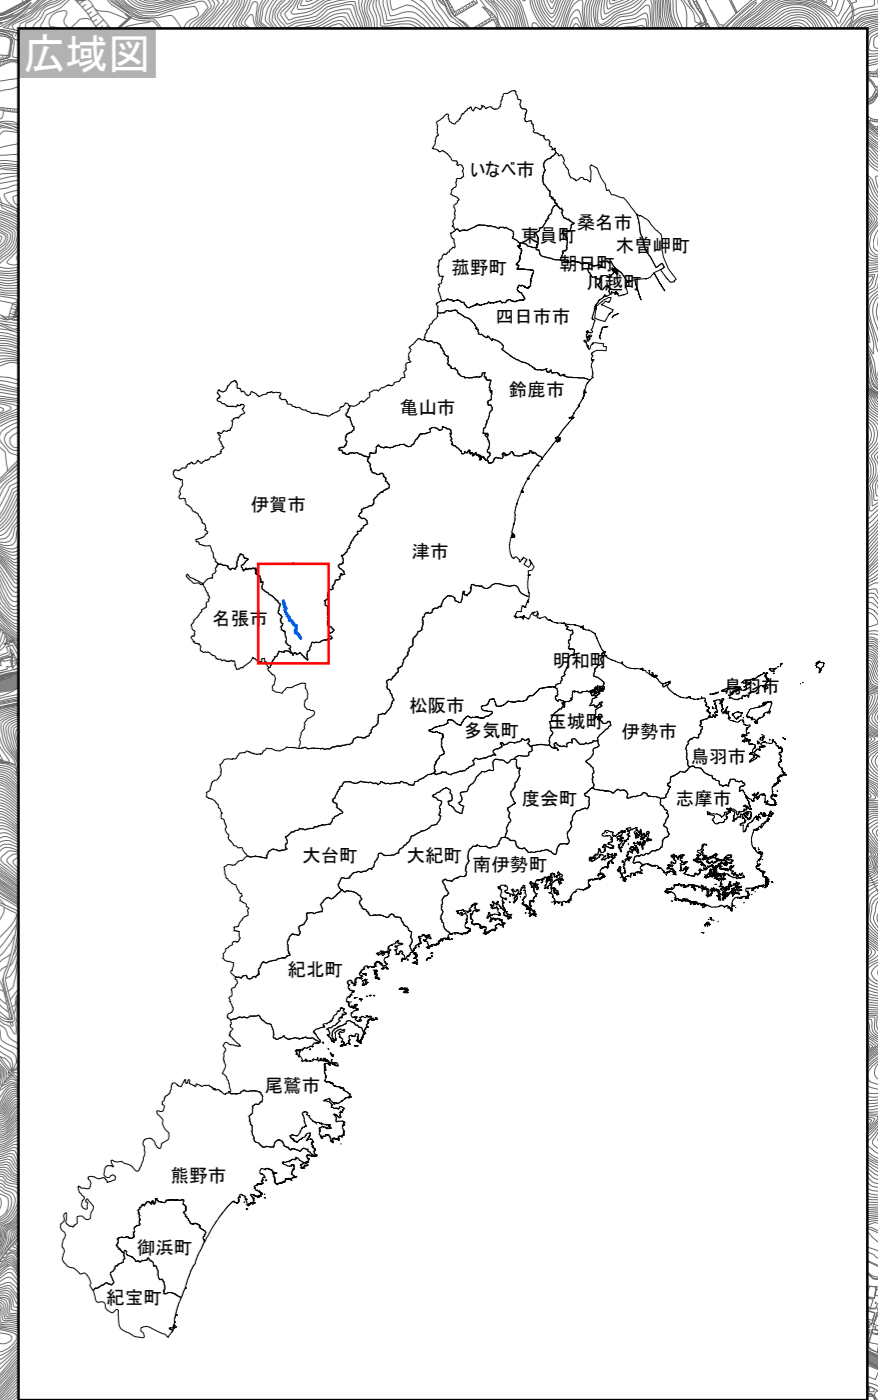 広域図
いなべ市
桑名市
東員町
木曽岬町
朝日町
菰野町
川越町
四日市市
鈴鹿市
亀山市
伊賀市
津市
名張市
明和町
鳥羽市
松阪市
玉城町
多気町
伊勢市
鳥羽市
度会町
志摩市
大台町
大紀町
南伊勢町
紀北町
尾鷲市
熊野市
御浜町
紀宝町